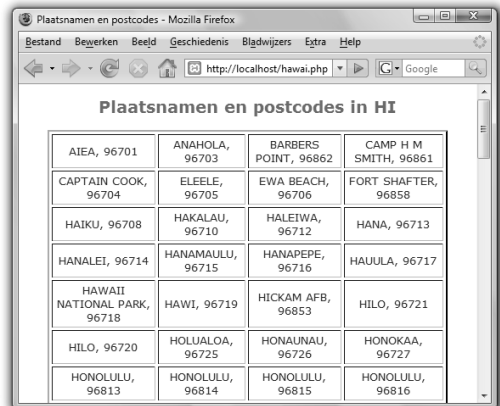 Plaatsnamen en postcodes - Mozilla Firefox
Bestand Bewerken Beeld Geschiedenis Bladwijzers Extra Help
http://localhost/hawai.php G Google
Plaatsnamen en postcodes in HI
AIEA, 96701
ANAHOLA,
96703
BARBERS
POINT, 96862
CAMP H M
SMITH, 96861
CAPTAIN COOK,
96704
ELEELE,
96705
EWA BEACH,
96706
FORT SHAFTER,
96858
HAIKU, 96708
HAKALAU,
96710
HALEIWA,
96712
HANA, 96713
HANALEI, 96714
HANAMAULU,
96715
HANAPEPE,
96716
HAUULA, 96717
HAWAII
NATIONAL PARK,
96718
HAWI, 96719
HICKAM AFB,
96853
HILO, 96721
HILO, 96720
HOLUALOA,
96725
HONAUNAU,
96726
HONOKAA,
96727
HONOLULU,
96813
HONOLULU,
96814
HONOLULU,
96815
HONOLULU,
96816